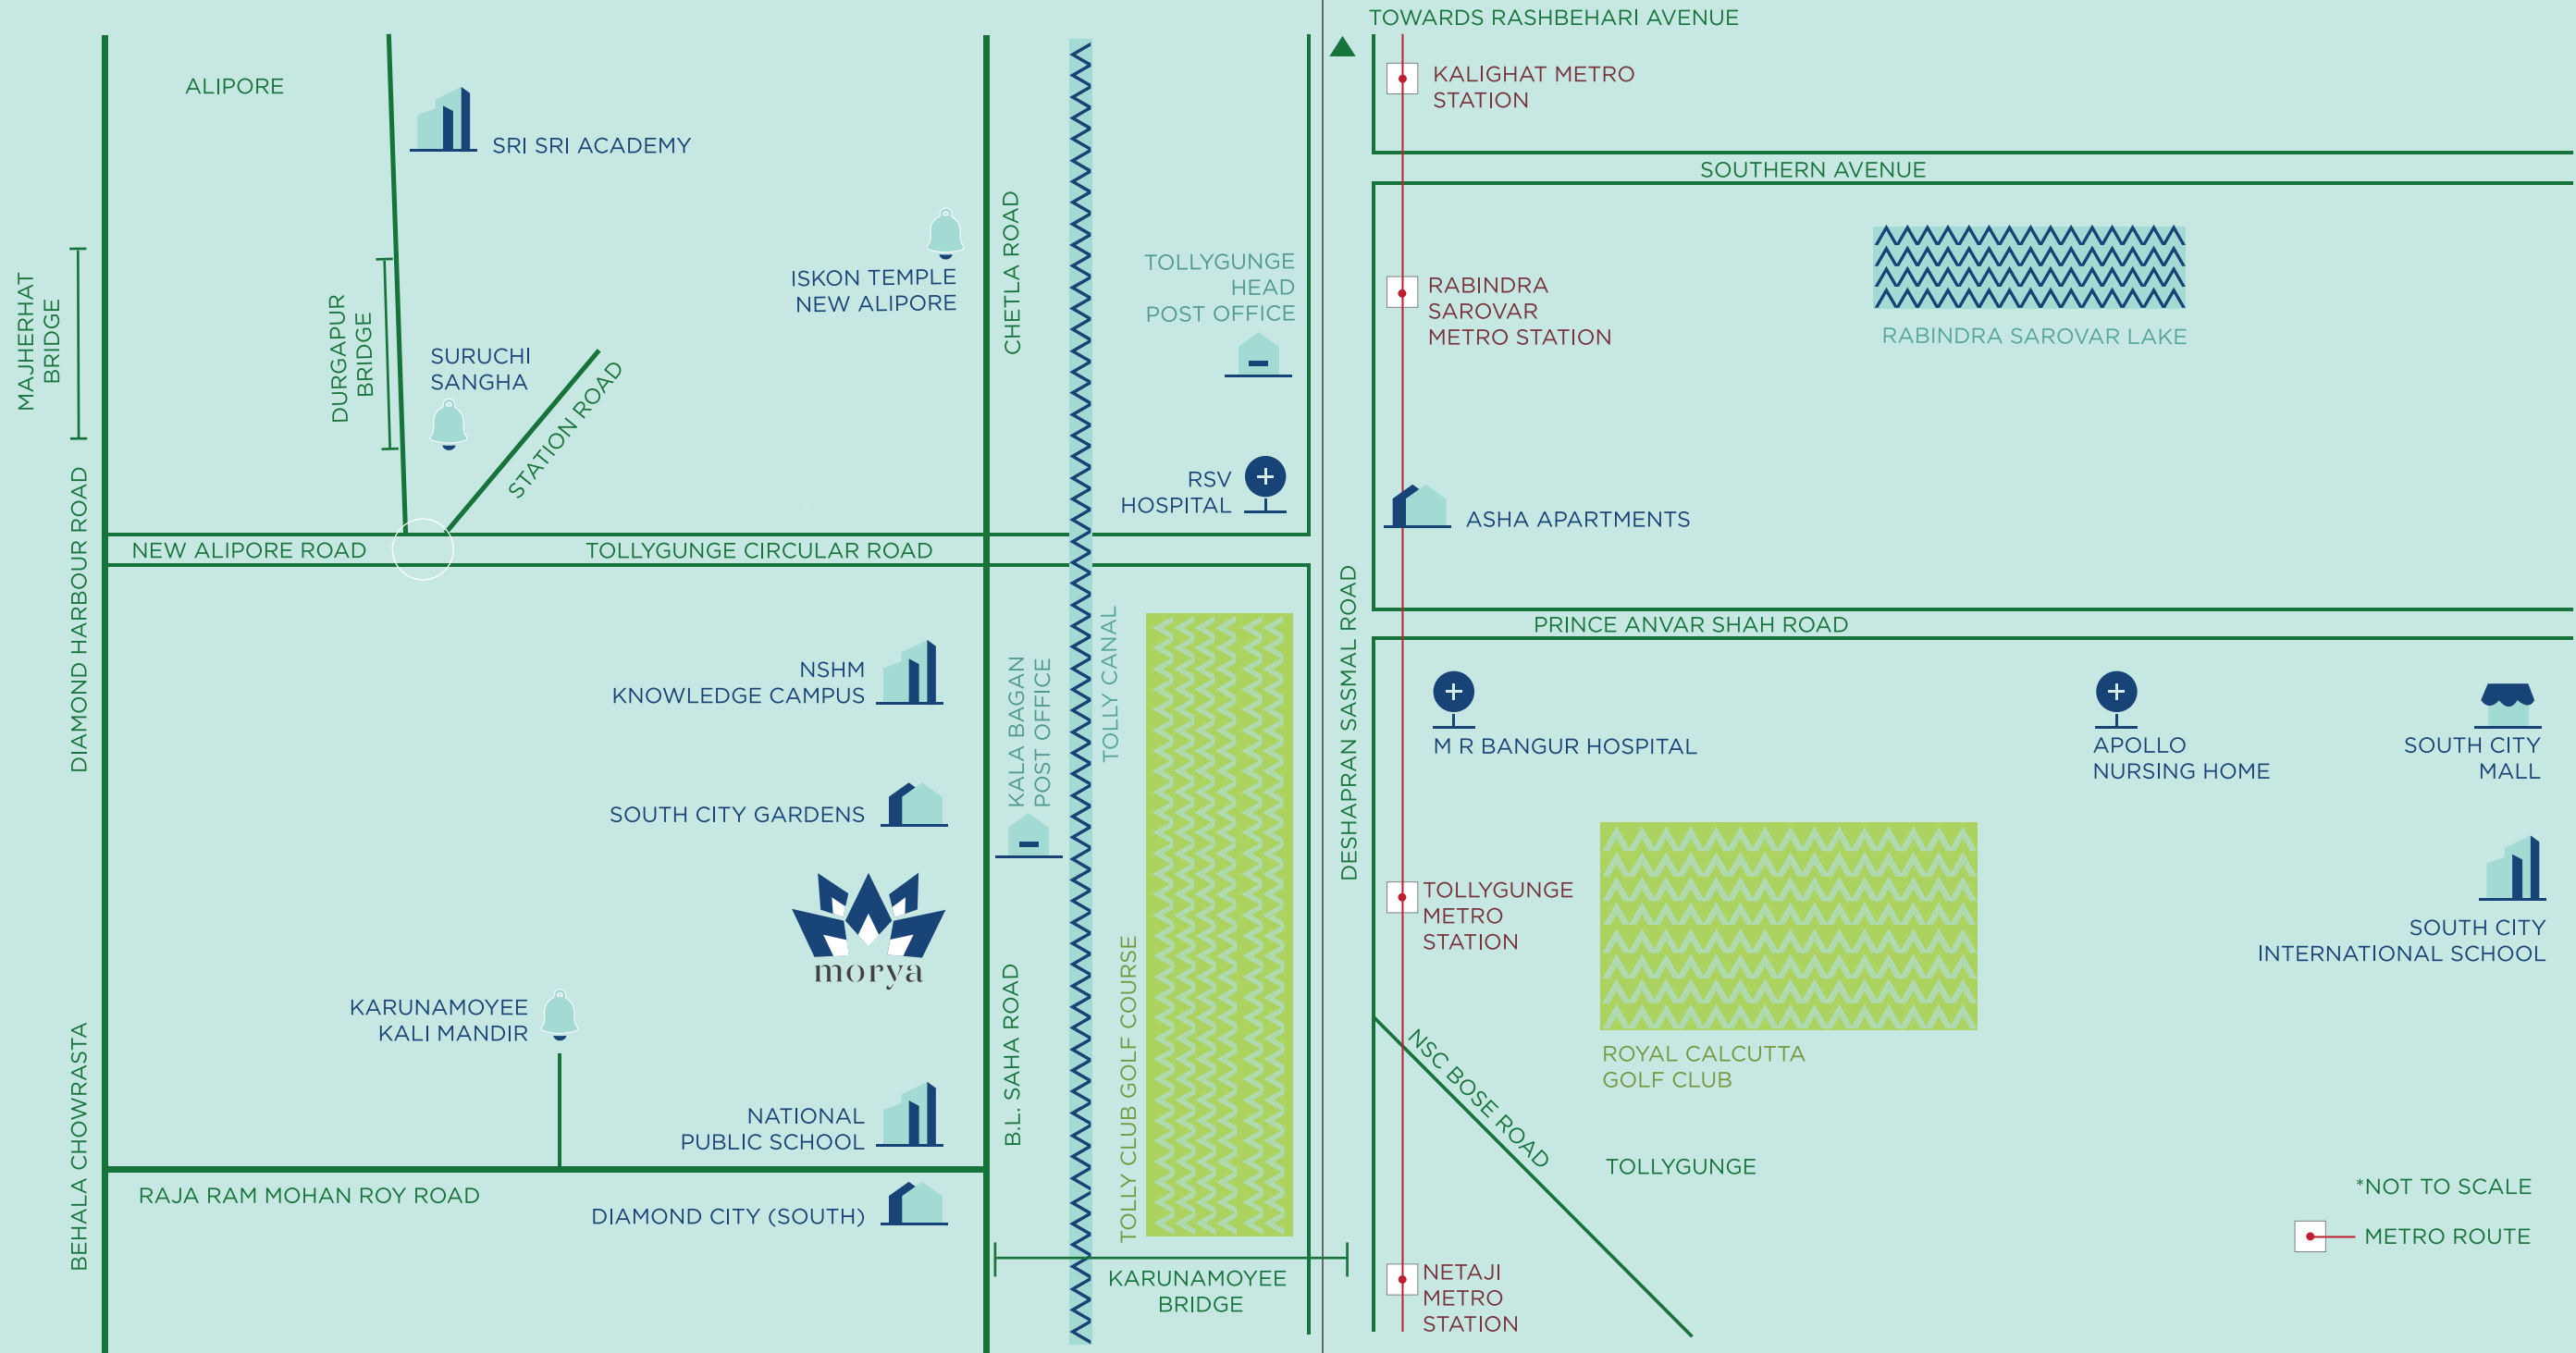 TOWARDS RASHBEHARI AVENUE
ALIPORE
SRI SRI ACADEMY
KALIGHAT METRO
STATION
SOUTHERN AVENUE
ISKON TEMPLE
NEW ALIPORE
CHETLA ROAD
TOLLYGUNGE
HEAD
POST OFFICE
RABINDRA
SAROVAR
METRO STATION
RABINDRA SAROVAR LAKE
MAJHERHAT
BRIDGE
DURGAPUR
BRIDGE
SURUCHI
SANGHA
STATION ROAD
RSV
HOSPITAL
ASHA APARTMENTS
NEW ALIPORE ROAD
TOLLYGUNGE CIRCULAR ROAD
DIAMOND HARBOUR ROAD
DESHAPRAN SASMAL ROAD
PRINCE ANVAR SHAH ROAD
NSHM
KNOWLEDGE CAMPUS
KALA BAGAN
POST OFFICE
TOLLY CANAL
M R BANGUR HOSPITAL
APOLLO
NURSING HOME
SOUTH CITY
MALL
SOUTH CITY GARDENS
morya
TOLLYGUNGE
METRO
STATION
SOUTH CITY
INTERNATIONAL SCHOOL
KARUNAMOYEE
KALI MANDIR
B.L. SAHA ROAD
TOLLY CLUB GOLF COURSE
NSC BOSE ROAD
ROYAL CALCUTTA
GOLF CLUB
BEHALA CHOWRASTA
NATIONAL
PUBLIC SCHOOL
TOLLYGUNGE
RAJA RAM MOHAN ROY ROAD
DIAMOND CITY (SOUTH)
*NOT TO SCALE
METRO ROUTE
KARUNAMOYEE
BRIDGE
NETAJI
METRO
STATION